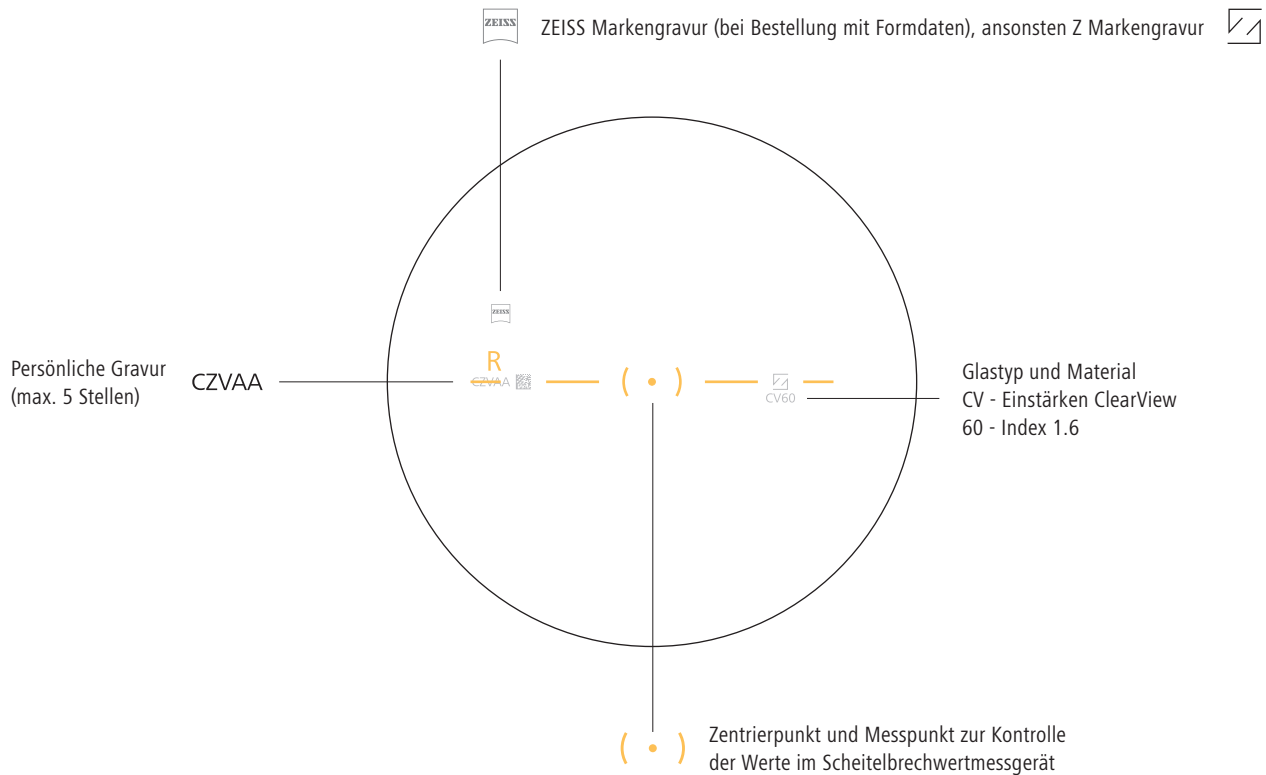 ZEISS
ZEISS Markengravur (bei Bestellung mit Formdaten), ansonsten Z Markengravur
ZEISS
Persönliche Gravur
(max. 5 Stellen)
CZVAA
R
CZVAA
CV60
Glastyp und Material
CV - Einstärken ClearView
60 - Index 1.6
Zentrierpunkt und Messpunkt zur Kontrolle
der Werte im Scheitelbrechwertmessgerät